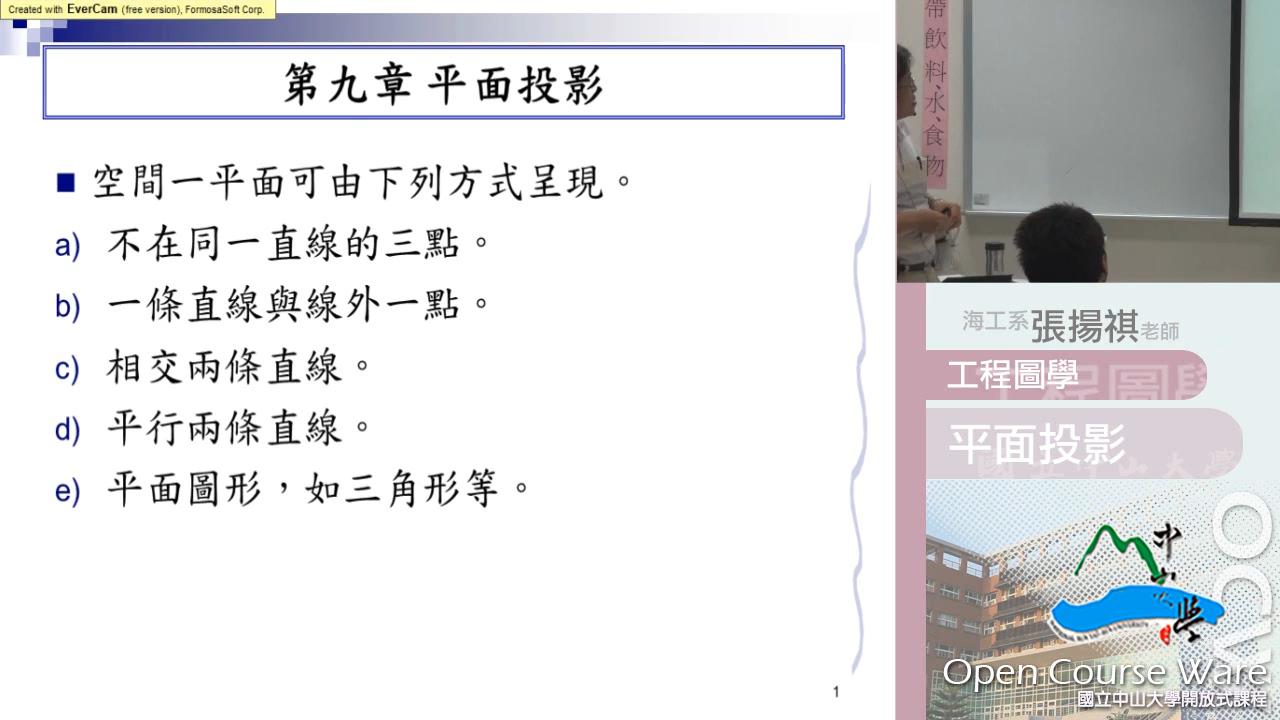 Created with EverCam (free version), FormosaSoft Corp.
第九章 平面投影
空間一平面可由下列方式呈現。
a) 不在同一直線的三點。
b) 一條直線與線外一點。
c) 相交兩條直線。
d) 平行兩條直線。
e) 平面圖形，如三角形等。
1
帶飲料、水、食物
海工系張揚祺老師
工程圖學
平面投影
中山大學
Open Course Ware
國立中山大學開放式課程